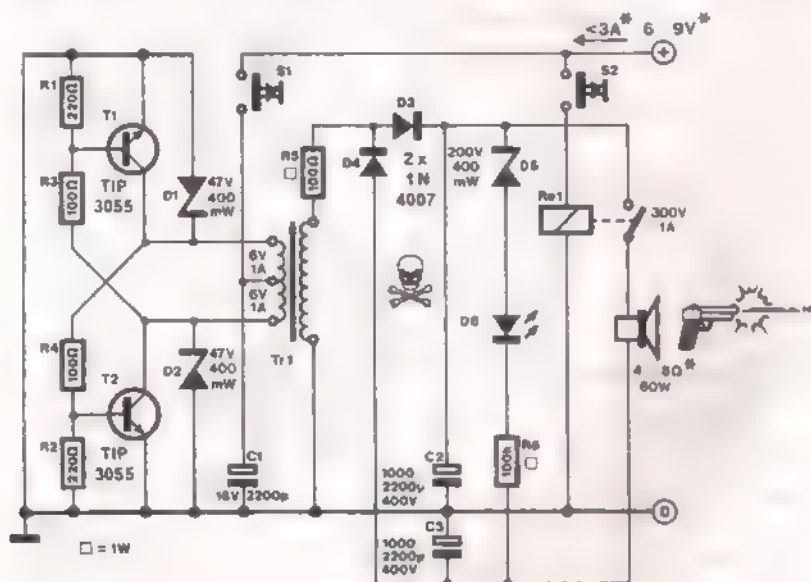 <3A* 6 9V*
+
S1
S2
R1
220Ω
T1
D3
R3
100Ω
TIP
3055
D1
47V
400
mW
R5
100Ω
D4
2 x
1N
4007
200V
400
mW
D5
Re1
300V
1A
6V
1A
6V
1A
Tr1
R4
100Ω
T2
D2
47V
400
mW
D6
4 8Ω*
60W
R2
220Ω
TIP
3055
C1
16V 2200µ
C2
1000
2200µ
400V
R6
100k
0
C3
1000
2200µ
400V
□ = 1W